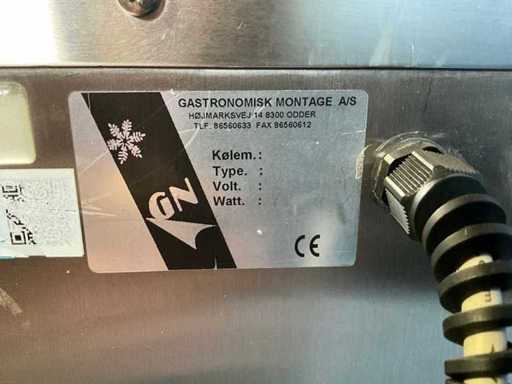 GASTRONOMISK MONTAGE A/S
HØJMARKSVEJ 14 8300 ODDER
TLF. 86560633 FAX 86560612
Kølem.:
Type. :
Volt. :
Watt. :
GN
CE